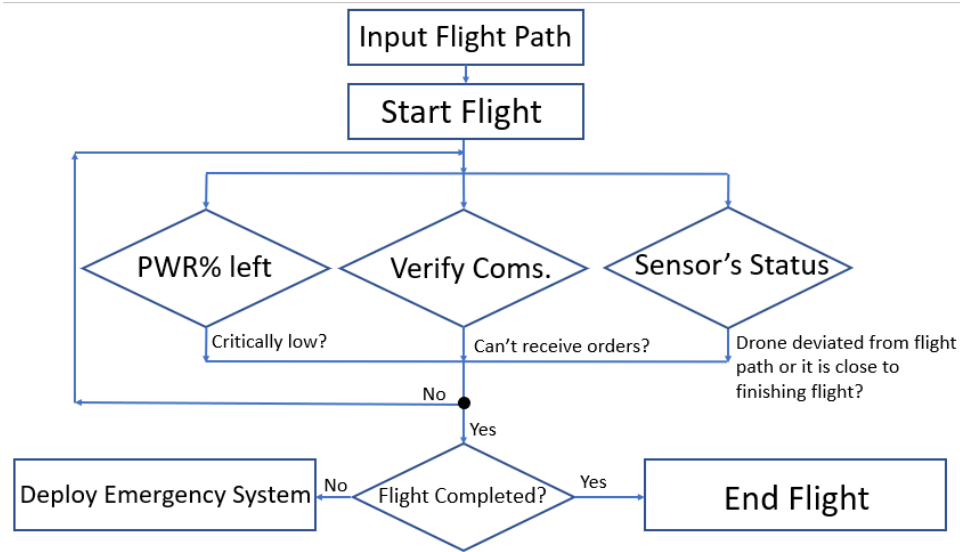 Input Flight Path
Start Flight
PWR% left
Verify Coms.
Sensor's Status
Critically low?
Can't receive orders?
Drone deviated from flight
path or it is close to
finishing flight?
No
Yes
Deploy Emergency System
No
Flight Completed?
Yes
End Flight